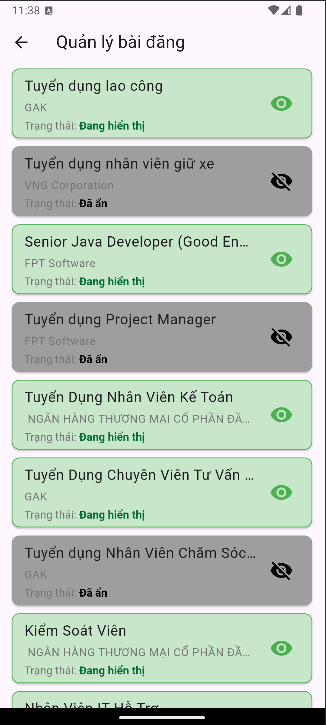 11:38
Quản lý bài đăng
Tuyển dụng lao công
GAK
Trạng thái: Đang hiển thị
Tuyển dụng nhân viên giữ xe
VNG Corporation
Trạng thái: Đã ẩn
Senior Java Developer (Good En...
FPT Software
Trạng thái: Đang hiển thị
Tuyển dụng Project Manager
FPT Software
Trạng thái: Đã ẩn
Tuyển Dụng Nhân Viên Kế Toán
NGÂN HÀNG THƯƠNG MẠI CỔ PHẦN ĐẦ...
Trạng thái: Đang hiển thị
Tuyển Dụng Chuyên Viên Tư Vấn ...
GAK
Trạng thái: Đang hiển thị
Tuyển dụng Nhân Viên Chăm Sóc...
GAK
Trạng thái: Đã ẩn
Kiểm Soát Viên
NGÂN HÀNG THƯƠNG MẠI CỔ PHẦN ĐẦ...
Trạng thái: Đang hiển thị
Nhân Viên IT Hỗ Trợ